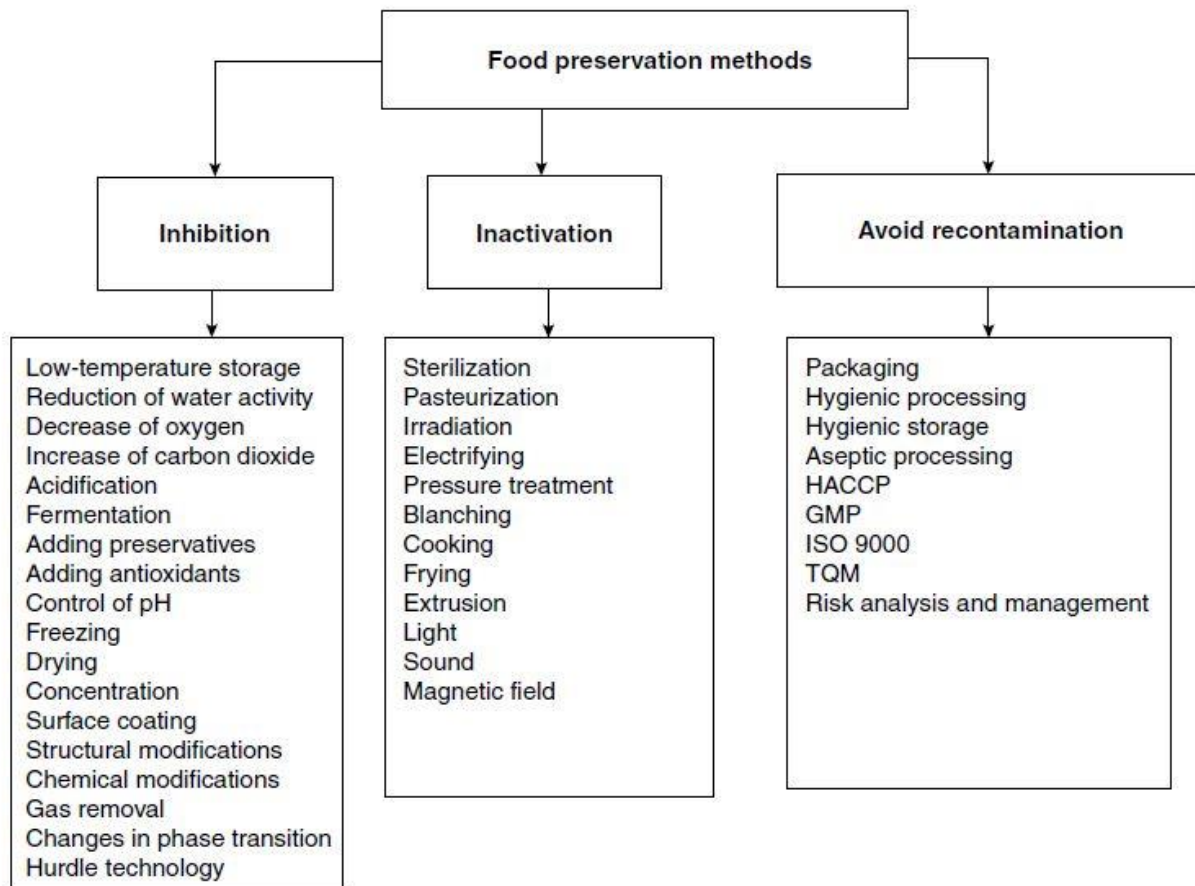 Food preservation methods
Inhibition
Inactivation
Avoid recontamination
Low-temperature storage
Reduction of water activity
Decrease of oxygen
Increase of carbon dioxide
Acidification
Fermentation
Adding preservatives
Adding antioxidants
Control of pH
Freezing
Drying
Concentration
Surface coating
Structural modifications
Chemical modifications
Gas removal
Changes in phase transition
Hurdle technology
Sterilization
Pasteurization
Irradiation
Electrifying
Pressure treatment
Blanching
Cooking
Frying
Extrusion
Light
Sound
Magnetic field
Packaging
Hygienic processing
Hygienic storage
Aseptic processing
HACCP
GMP
ISO 9000
TQM
Risk analysis and management